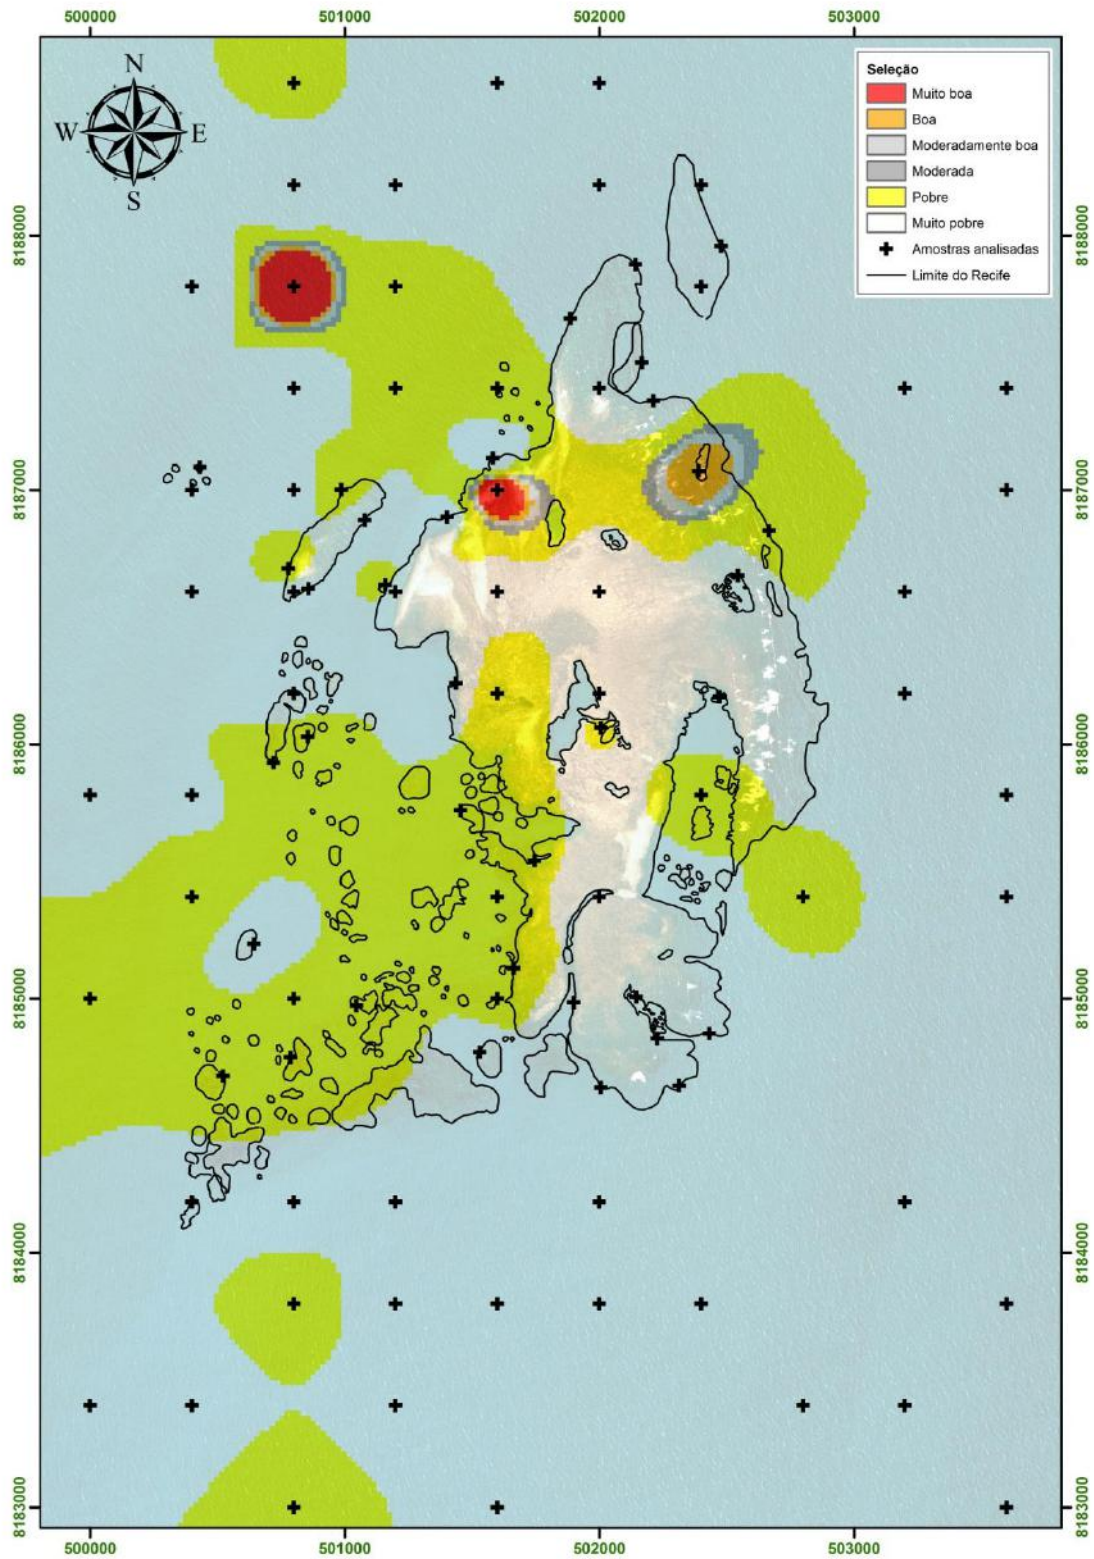 500000 501000 502000 503000
N
W E
S
Seleção
Muito boa
Boa
Moderadamente boa
Moderada
Pobre
Muito pobre
Amostras analisadas
Limite do Recife
8188000 8188000
8187000 8187000
8186000 8186000
8185000 8185000
8184000 8184000
8183000 8183000
500000 501000 502000 503000